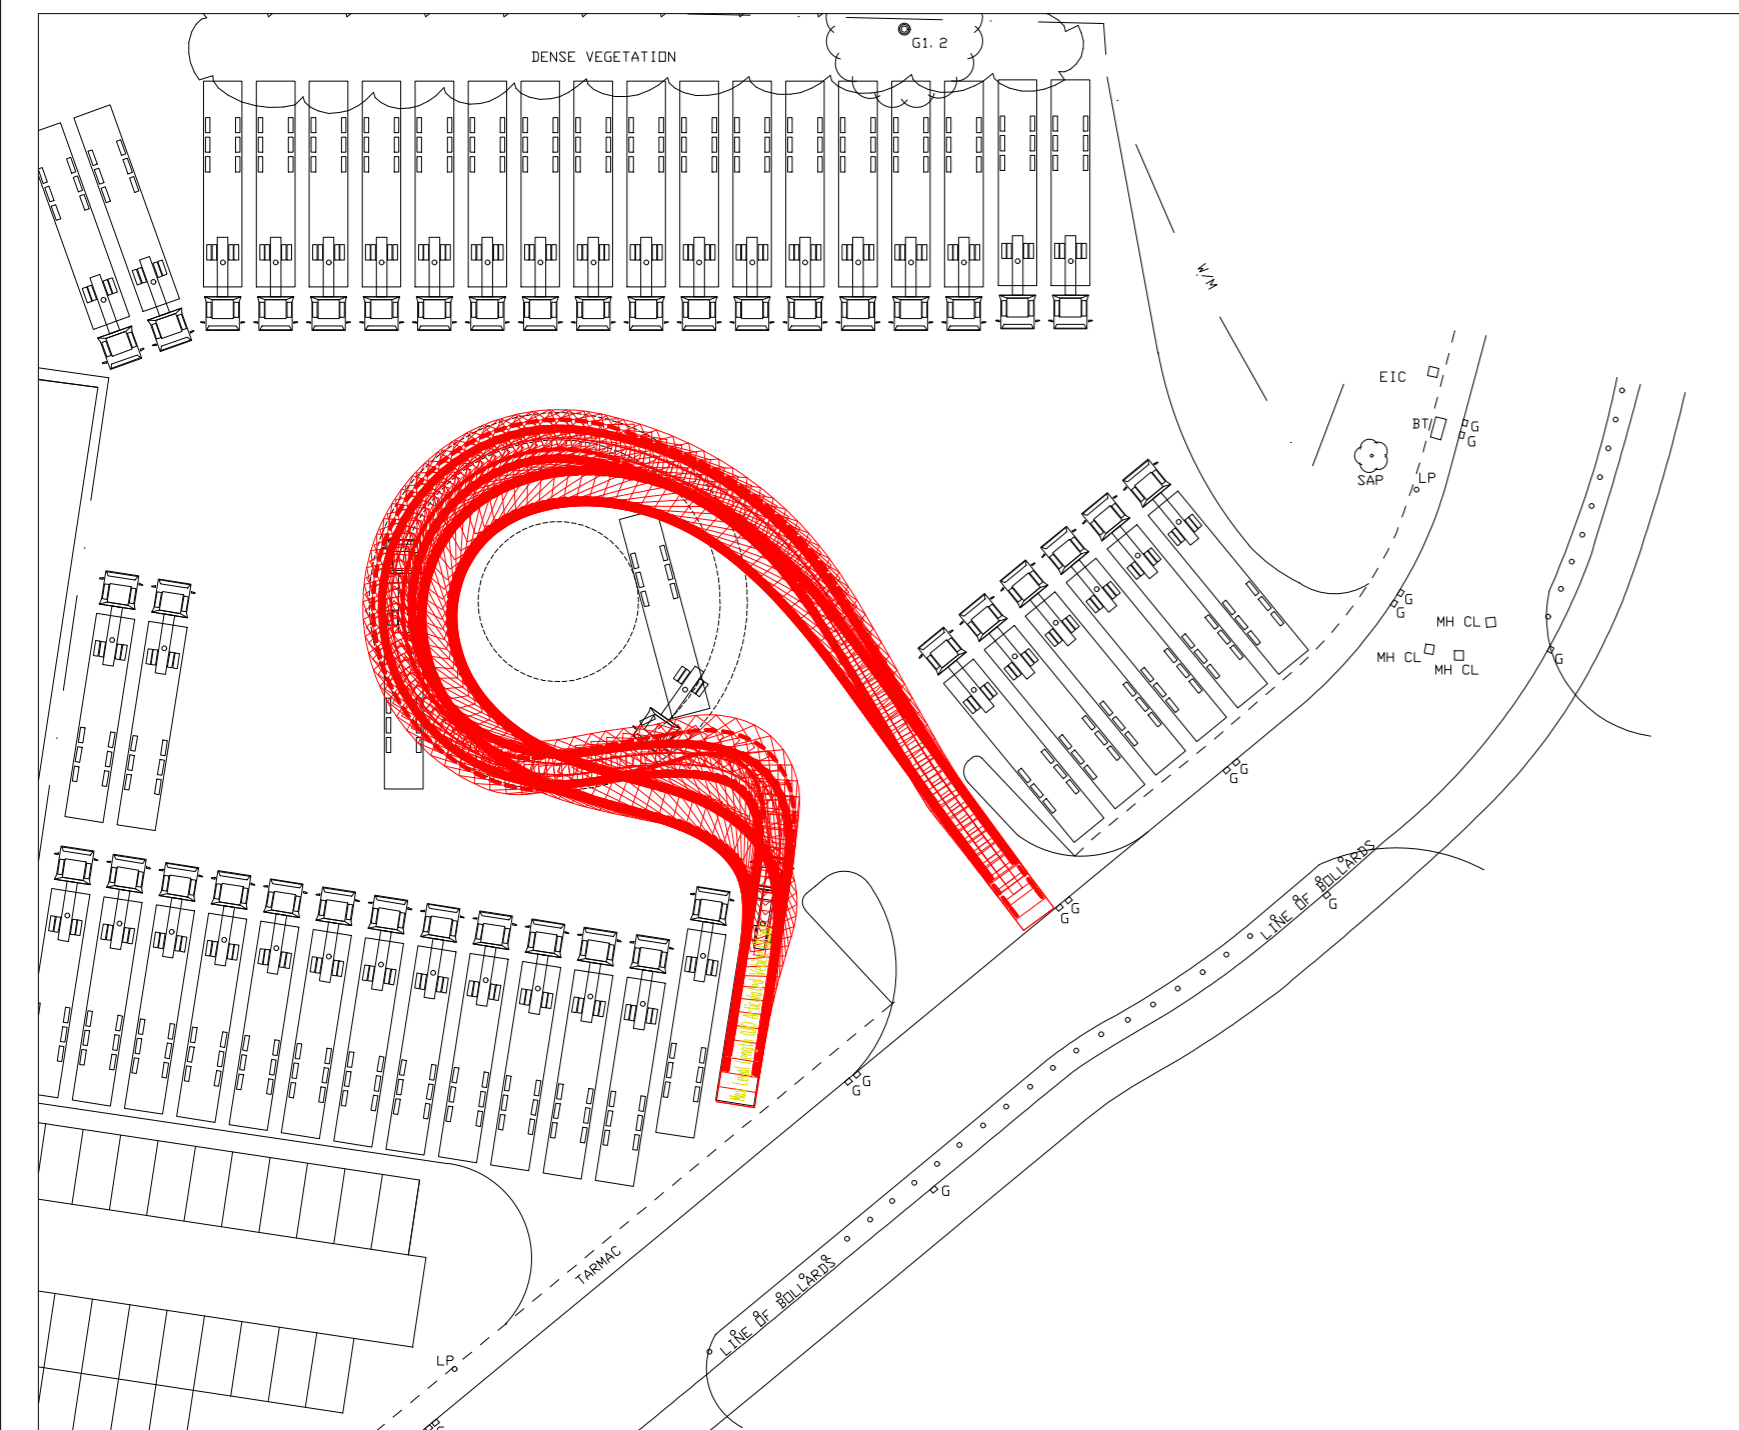 DENSE VEGETATION
G1. 2
W/M
EIC
BT
G
G
SAP
LP
G
G
MH CL
MH CL
MH CL
G
G
G
LINE OF BOLLARDS
G
G
G
G
G
G
TARMAC
LINE OF BOLLARDS
LP
G